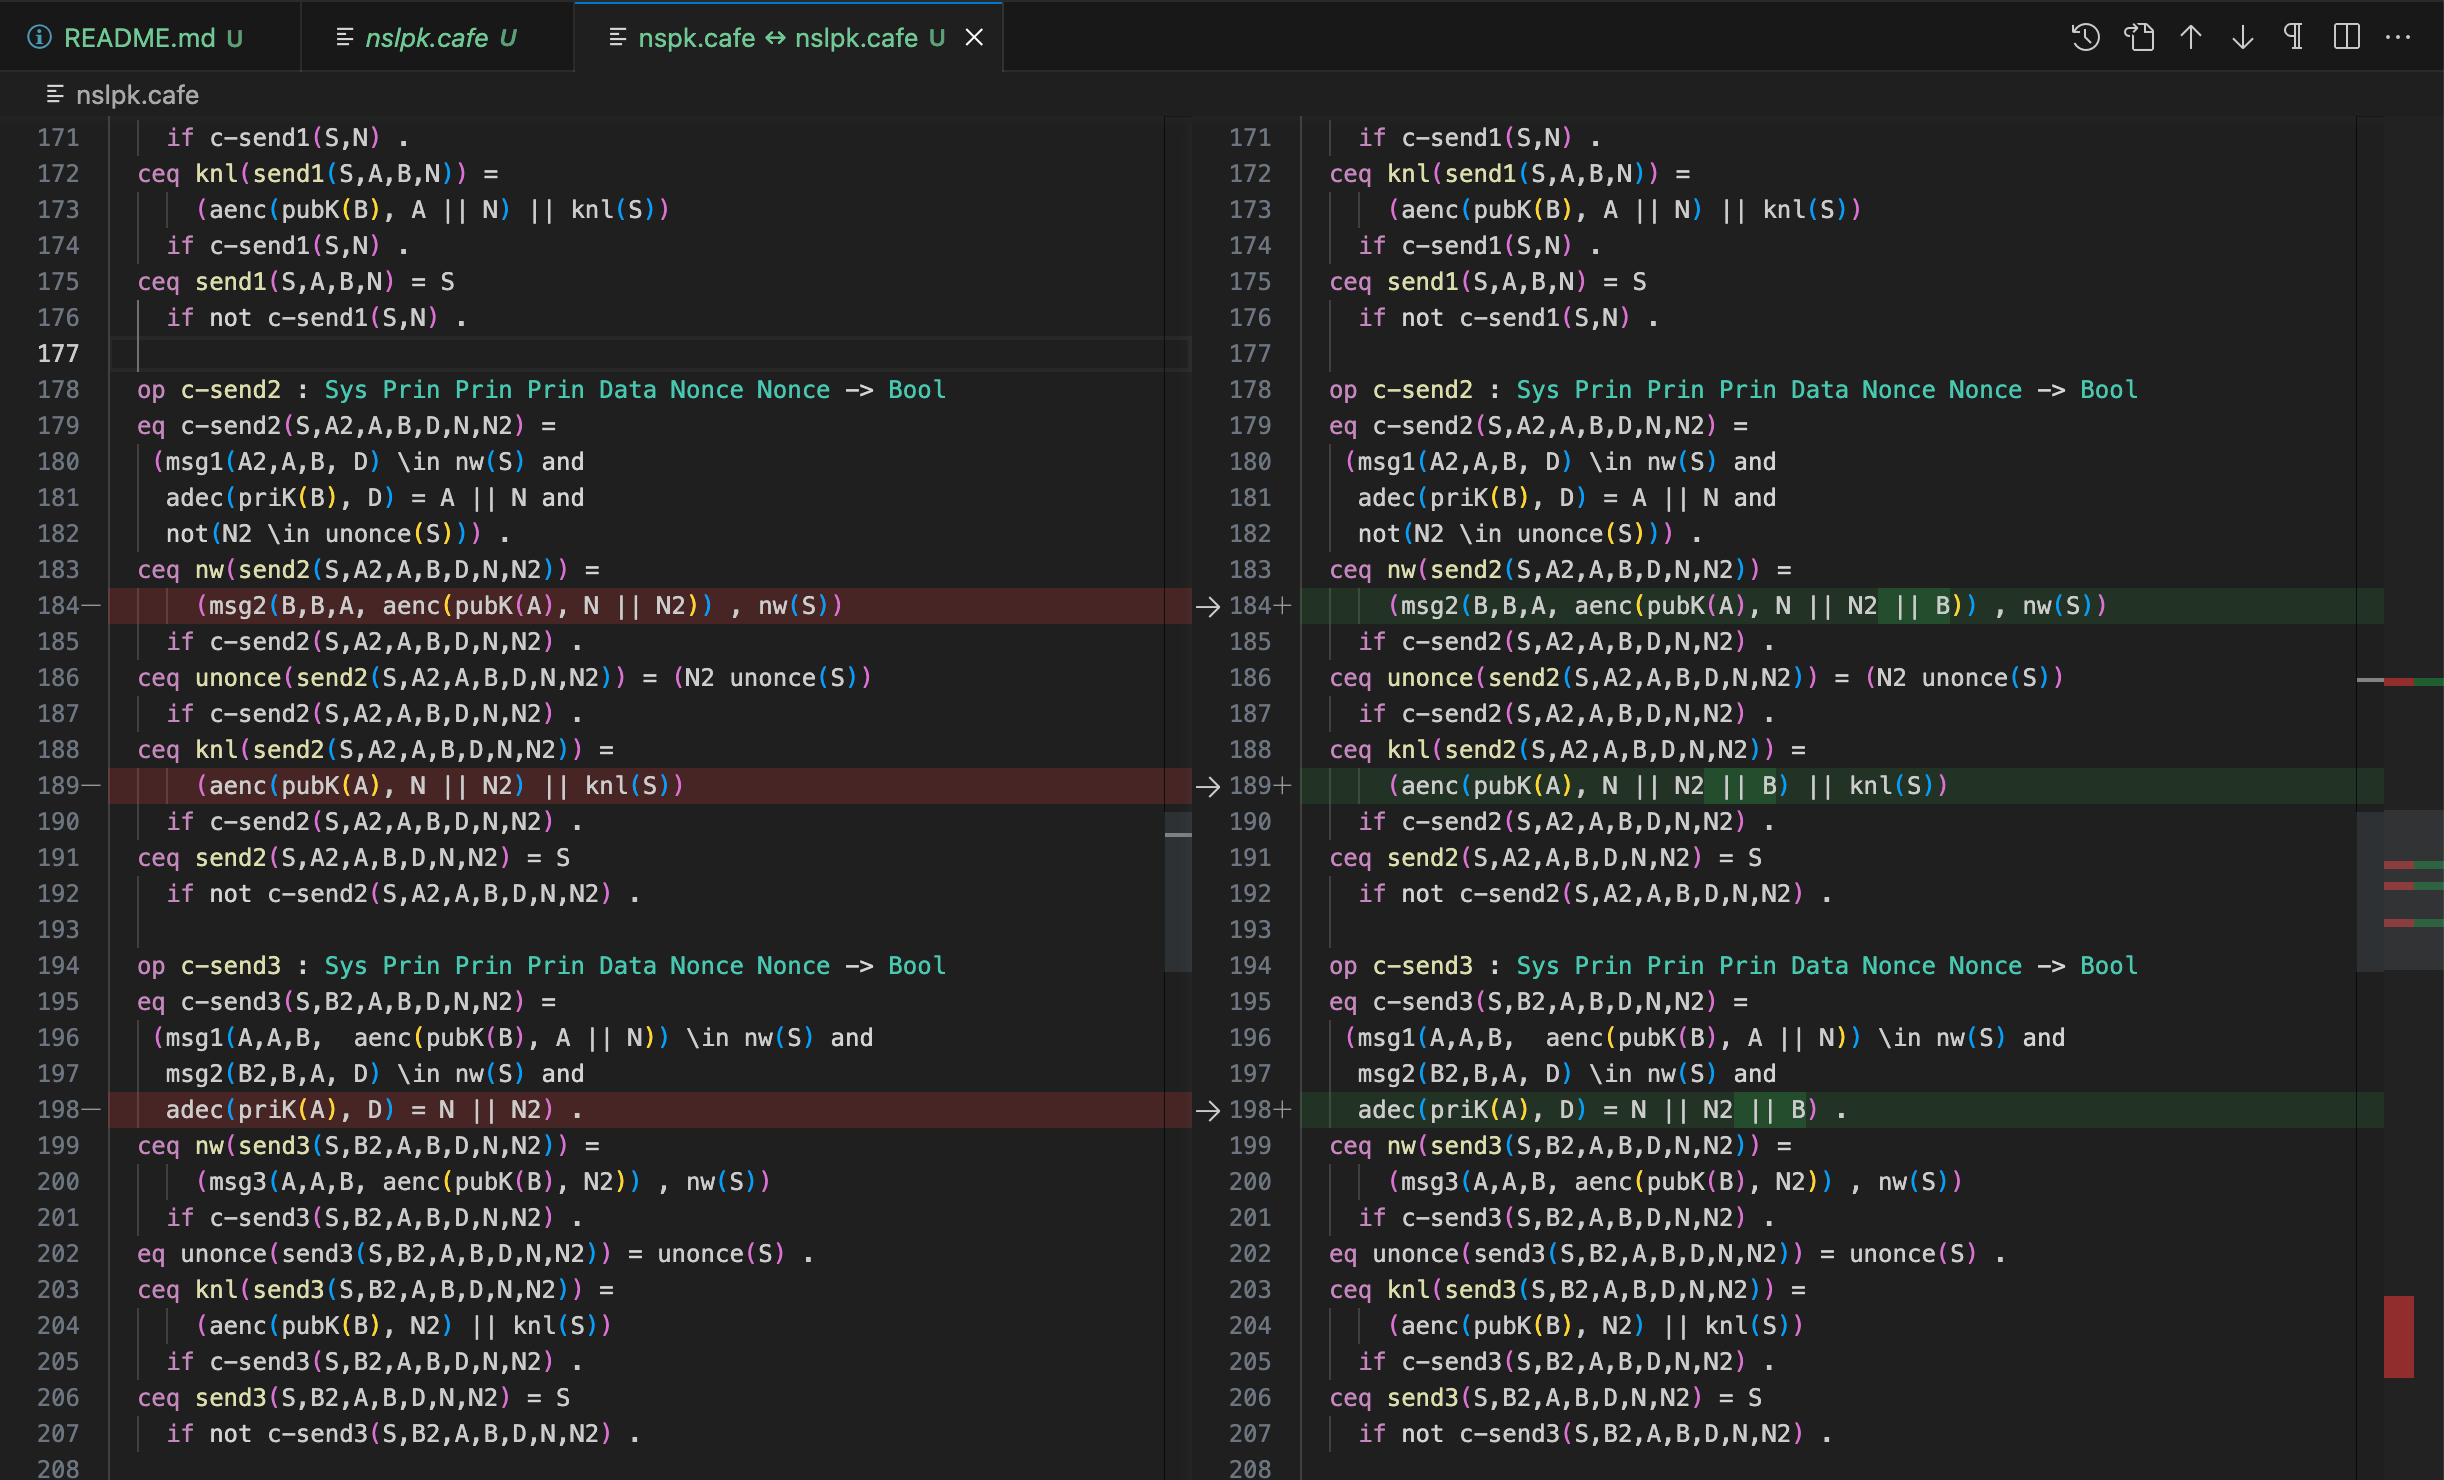 README.md U
nslpk.cafe U
nspk.cafe ↔ nslpk.cafe U
nslpk.cafe
171 if c-send1(S,N) .
172 ceq knl(send1(S,A,B,N)) =
173 (aenc(pubK(B), A || N) || knl(S))
174 if c-send1(S,N) .
175 ceq send1(S,A,B,N) = S
176 if not c-send1(S,N) .
177
178 op c-send2 : Sys Prin Prin Prin Data Nonce Nonce -> Bool
179 eq c-send2(S,A2,A,B,D,N,N2) =
180 (msg1(A2,A,B, D) \in nw(S) and
181 adec(priK(B), D) = A || N and
182 not(N2 \in unonce(S))) .
183 ceq nw(send2(S,A2,A,B,D,N,N2)) =
184— (msg2(B,B,A, aenc(pubK(A), N || N2)) , nw(S))
185 if c-send2(S,A2,A,B,D,N,N2) .
186 ceq unonce(send2(S,A2,A,B,D,N,N2)) = (N2 unonce(S))
187 if c-send2(S,A2,A,B,D,N,N2) .
188 ceq knl(send2(S,A2,A,B,D,N,N2)) =
189— (aenc(pubK(A), N || N2) || knl(S))
190 if c-send2(S,A2,A,B,D,N,N2) .
191 ceq send2(S,A2,A,B,D,N,N2) = S
192 if not c-send2(S,A2,A,B,D,N,N2) .
193
194 op c-send3 : Sys Prin Prin Prin Data Nonce Nonce -> Bool
195 eq c-send3(S,B2,A,B,D,N,N2) =
196 (msg1(A,A,B,  aenc(pubK(B), A || N)) \in nw(S) and
197 msg2(B2,B,A, D) \in nw(S) and
198— adec(priK(A), D) = N || N2) .
199 ceq nw(send3(S,B2,A,B,D,N,N2)) =
200 (msg3(A,A,B, aenc(pubK(B), N2)) , nw(S))
201 if c-send3(S,B2,A,B,D,N,N2) .
202 eq unonce(send3(S,B2,A,B,D,N,N2)) = unonce(S) .
203 ceq knl(send3(S,B2,A,B,D,N,N2)) =
204 (aenc(pubK(B), N2) || knl(S))
205 if c-send3(S,B2,A,B,D,N,N2) .
206 ceq send3(S,B2,A,B,D,N,N2) = S
207 if not c-send3(S,B2,A,B,D,N,N2) .
208
171 if c-send1(S,N) .
172 ceq knl(send1(S,A,B,N)) =
173 (aenc(pubK(B), A || N) || knl(S))
174 if c-send1(S,N) .
175 ceq send1(S,A,B,N) = S
176 if not c-send1(S,N) .
177
178 op c-send2 : Sys Prin Prin Prin Data Nonce Nonce -> Bool
179 eq c-send2(S,A2,A,B,D,N,N2) =
180 (msg1(A2,A,B, D) \in nw(S) and
181 adec(priK(B), D) = A || N and
182 not(N2 \in unonce(S))) .
183 ceq nw(send2(S,A2,A,B,D,N,N2)) =
→ 184+ (msg2(B,B,A, aenc(pubK(A), N || N2 || B)) , nw(S))
185 if c-send2(S,A2,A,B,D,N,N2) .
186 ceq unonce(send2(S,A2,A,B,D,N,N2)) = (N2 unonce(S))
187 if c-send2(S,A2,A,B,D,N,N2) .
188 ceq knl(send2(S,A2,A,B,D,N,N2)) =
→ 189+ (aenc(pubK(A), N || N2 || B) || knl(S))
190 if c-send2(S,A2,A,B,D,N,N2) .
191 ceq send2(S,A2,A,B,D,N,N2) = S
192 if not c-send2(S,A2,A,B,D,N,N2) .
193
194 op c-send3 : Sys Prin Prin Prin Data Nonce Nonce -> Bool
195 eq c-send3(S,B2,A,B,D,N,N2) =
196 (msg1(A,A,B,  aenc(pubK(B), A || N)) \in nw(S) and
197 msg2(B2,B,A, D) \in nw(S) and
→ 198+ adec(priK(A), D) = N || N2 || B) .
199 ceq nw(send3(S,B2,A,B,D,N,N2)) =
200 (msg3(A,A,B, aenc(pubK(B), N2)) , nw(S))
201 if c-send3(S,B2,A,B,D,N,N2) .
202 eq unonce(send3(S,B2,A,B,D,N,N2)) = unonce(S) .
203 ceq knl(send3(S,B2,A,B,D,N,N2)) =
204 (aenc(pubK(B), N2) || knl(S))
205 if c-send3(S,B2,A,B,D,N,N2) .
206 ceq send3(S,B2,A,B,D,N,N2) = S
207 if not c-send3(S,B2,A,B,D,N,N2) .
208